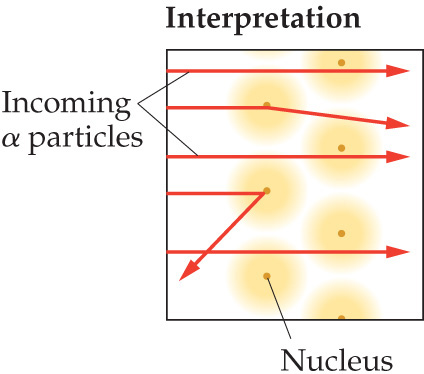 Interpretation
Incoming
α particles
Nucleus